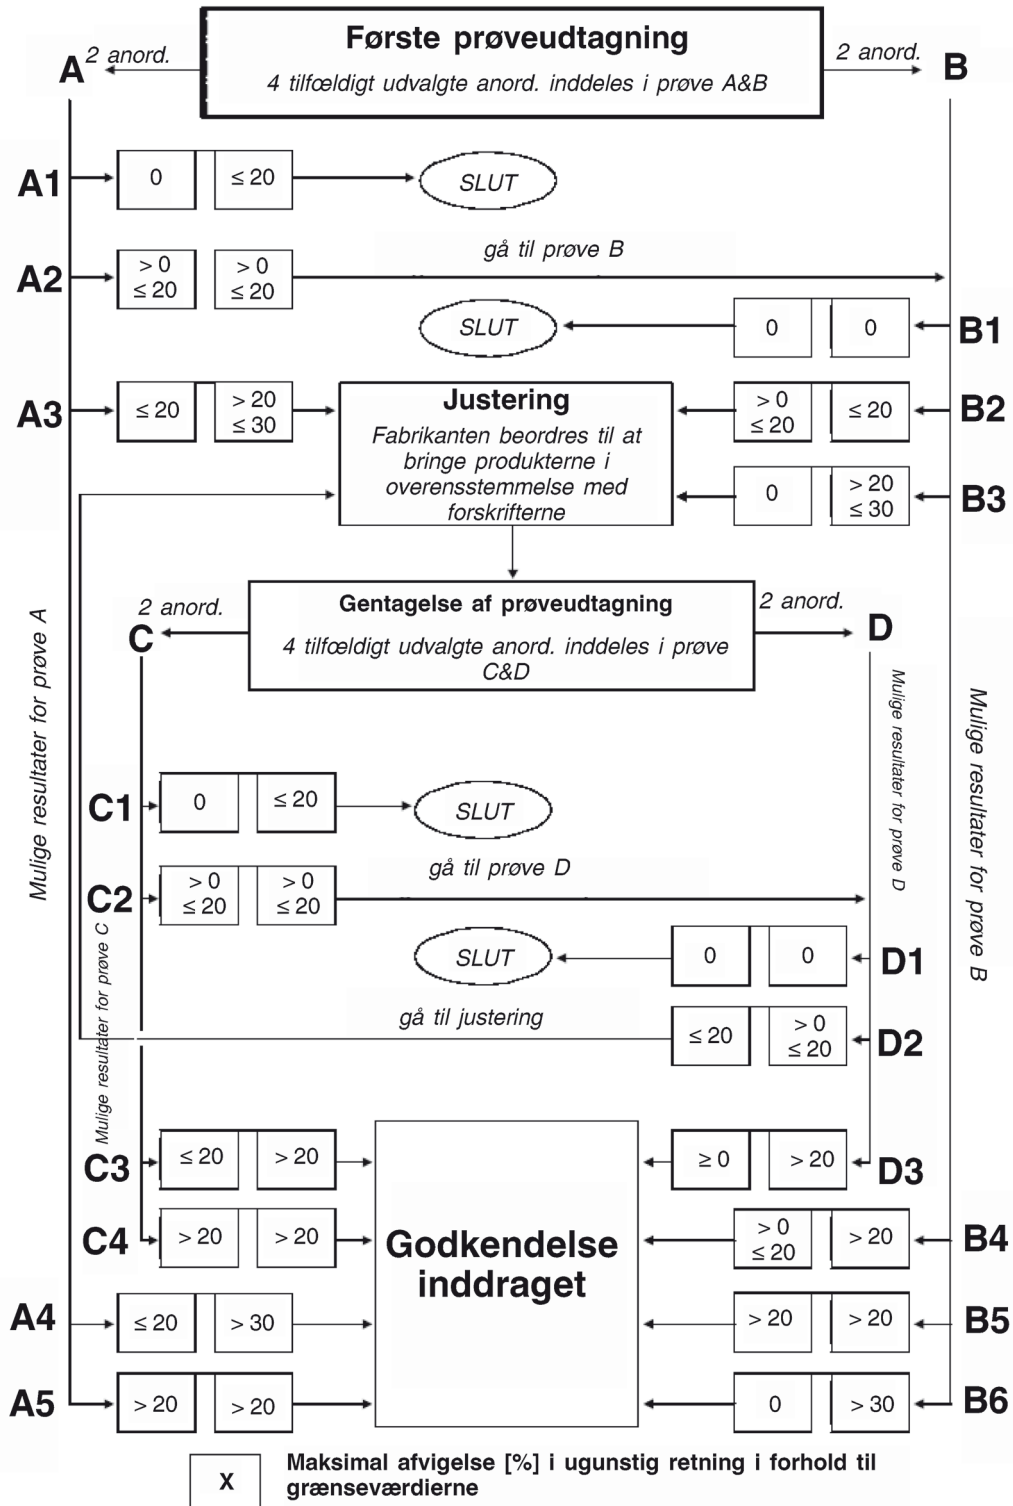 Første prøveudtagning
4 tilfældigt udvalgte anord. inddeles i prøve A&B
A
2 anord.
2 anord.
B
A1
0
≤ 20
SLUT
A2
> 0
≤ 20
> 0
≤ 20
gå til prøve B
SLUT
0
0
B1
A3
≤ 20
> 20
≤ 30
Justering
Fabrikanten beordres til at
bringe produkterne i
overensstemmelse med
forskrifterne
> 0
≤ 20
≤ 20
B2
0
> 20
≤ 30
B3
Mulige resultater for prøve A
2 anord.
C
Gentagelse af prøveudtagning
4 tilfældigt udvalgte anord. inddeles i prøve
C&D
2 anord.
D
Mulige resultater for prøve D
Mulige resultater for prøve B
C1
0
≤ 20
SLUT
C2
> 0
≤ 20
> 0
≤ 20
gå til prøve D
Mulige resultater for prøve C
SLUT
0
0
D1
gå til justering
≤ 20
> 0
≤ 20
D2
C3
≤ 20
> 20
Godkendelse
inddraget
≥ 0
> 20
D3
C4
> 20
> 20
> 0
≤ 20
> 20
B4
A4
≤ 20
> 30
> 20
> 20
B5
A5
> 20
> 20
0
> 30
B6
X
Maksimal afvigelse [%] i ugunstig retning i forhold til
grænseværdierne